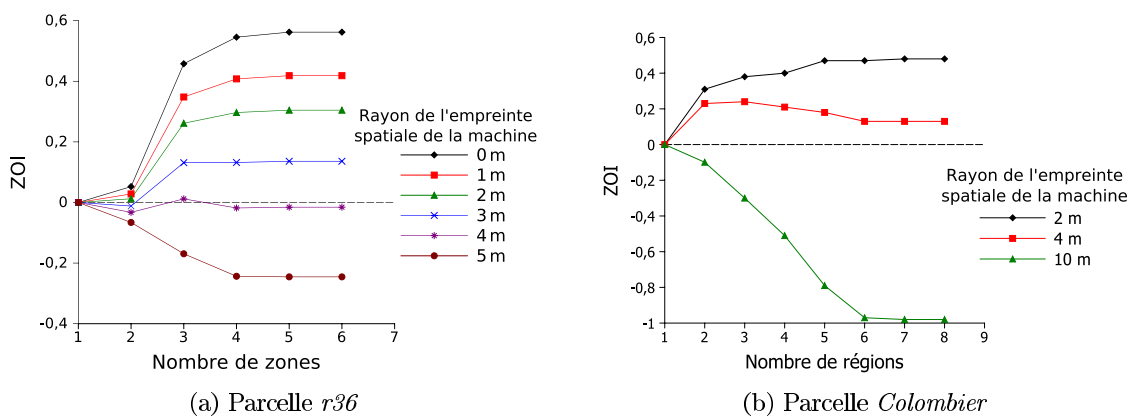 0,6
0,4
0,2
0
-0,2
-0,4
ZOI
1 2 3 4 5 6 7
Nombre de zones
Rayon de l'empreinte
spatiale de la machine
0 m
1 m
2 m
3 m
4 m
5 m
(a) Parcelle r36
0,6
0,4
0,2
0
-0,2
-0,4
-0,6
-0,8
-1
ZOI
1 2 3 4 5 6 7 8 9
Nombre de régions
Rayon de l'empreinte
spatiale de la machine
2 m
4 m
10 m
(b) Parcelle Colombier